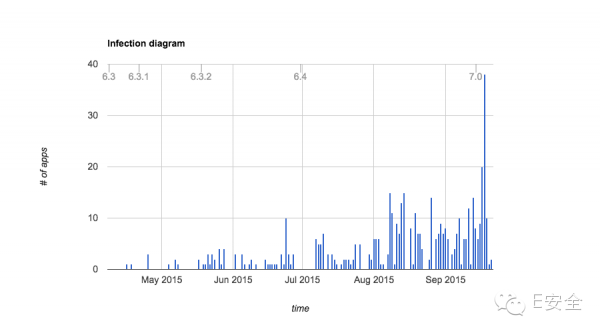 Infection diagram
40
6.3 6.3.1 6.3.2 6.4 7.0
30
# of apps
20
10
0
May 2015 Jun 2015 Jul 2015 Aug 2015 Sep 2015
time
E安全